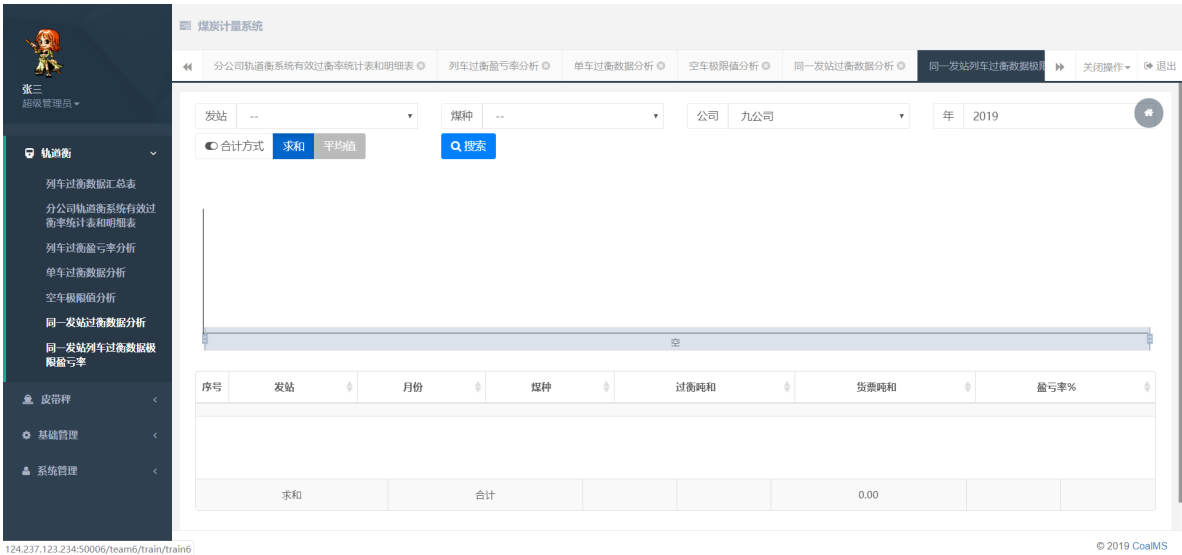 煤炭计量系统
分公司轨道衡系统有效过衡率统计表和明细表
列车过衡盈亏率分析
单车过衡数据分析
空车极限值分析
同一发站过衡数据分析
同一发站列车过衡数据极限
关闭操作
退出
张三
超级管理员
轨道衡
列车过衡数据汇总表
分公司轨道衡系统有效过
衡率统计表和明细表
列车过衡盈亏率分析
单车过衡数据分析
空车极限值分析
同一发站过衡数据分析
同一发站列车过衡数据极
限盈亏率
皮带秤
基础管理
系统管理
发站 --
煤种 --
公司 九公司
年 2019
合计方式 求和 平均值
搜索
空
序号 发站 月份 煤种 过衡吨和 货票吨和 盈亏率%
求和 合计 0.00
© 2019 CoalMS
124.237.123.234:50006/team6/train/train6